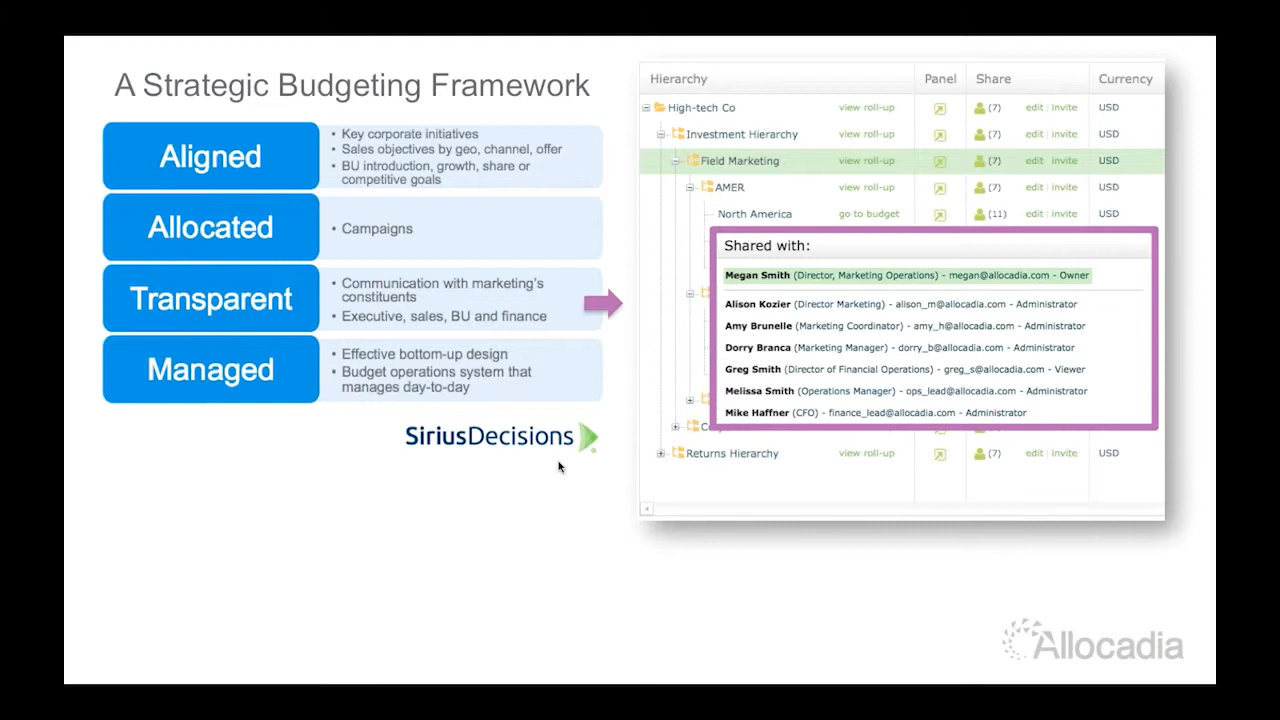 A Strategic Budgeting Framework
Aligned
• Key corporate initiatives
• Sales objectives by geo, channel, offer
• BU introduction, growth, share or
competitive goals
Allocated
• Campaigns
Transparent
• Communication with marketing's
constituents
• Executive, sales, BU and finance
Managed
• Effective bottom-up design
• Budget operations system that
manages day-to-day
SiriusDecisions
Hierarchy Panel Share Currency
High-tech Co view roll-up (7) edit | invite USD
Investment Hierarchy view roll-up (7) edit | invite USD
Field Marketing view roll-up (7) edit | invite USD
AMER view roll-up (7) edit | invite USD
North America go to budget (11) edit | invite USD
Shared with:
Megan Smith (Director, Marketing Operations) - megan@allocadia.com - Owner
Alison Kozier (Director Marketing) - alison_m@allocadia.com - Administrator
Amy Brunelle (Marketing Coordinator) - amy_h@allocadia.com - Administrator
Dorry Branca (Marketing Manager) - dorry_b@allocadia.com - Administrator
Greg Smith (Director of Financial Operations) - greg_s@allocadia.com - Viewer
Melissa Smith (Operations Manager) - ops_lead@allocadia.com - Administrator
Mike Haffner (CFO) - finance_lead@allocadia.com - Administrator
Returns Hierarchy view roll-up (7) edit | invite USD
Allocadia